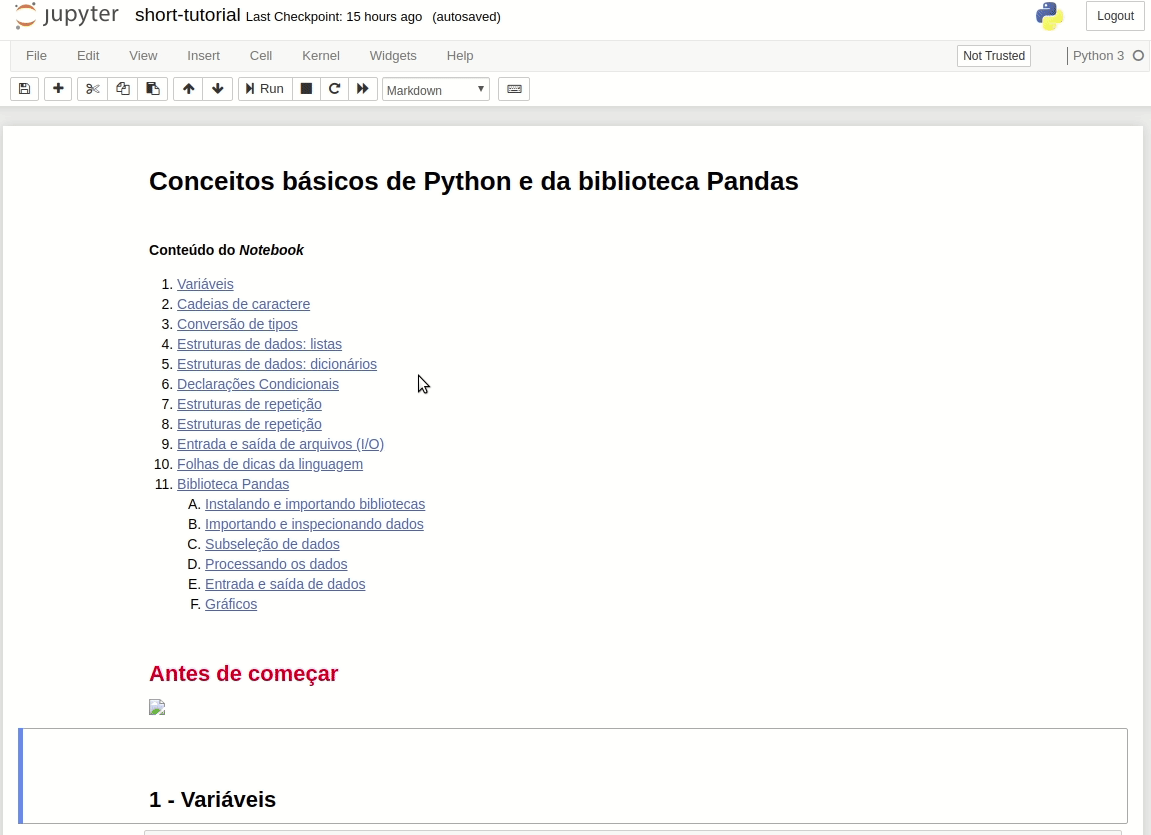 jupyter short-tutorial Last Checkpoint: 15 hours ago (autosaved) Logout
File Edit View Insert Cell Kernel Widgets Help Not Trusted Python 3
Run Markdown
Conceitos básicos de Python e da biblioteca Pandas
Conteúdo do Notebook
1. Variáveis
2. Cadeias de caractere
3. Conversão de tipos
4. Estruturas de dados: listas
5. Estruturas de dados: dicionários
6. Declarações Condicionais
7. Estruturas de repetição
8. Estruturas de repetição
9. Entrada e saída de arquivos (I/O)
10. Folhas de dicas da linguagem
11. Biblioteca Pandas
A. Instalando e importando bibliotecas
B. Importando e inspecionando dados
C. Subseleção de dados
D. Processando os dados
E. Entrada e saída de dados
F. Gráficos
Antes de começar
1 - Variáveis